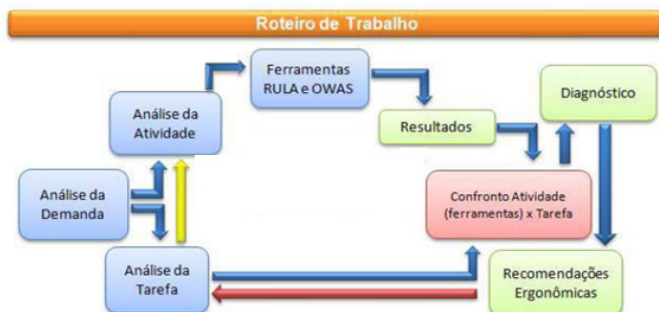 Roteiro de Trabalho
Ferramentas
RULA e OWAS
Diagnóstico
Análise da
Atividade
Resultados
Análise da
Demanda
Confronto Atividade
(ferramentas) x Tarefa
Análise da
Tarefa
Recomendações
Ergonômicas